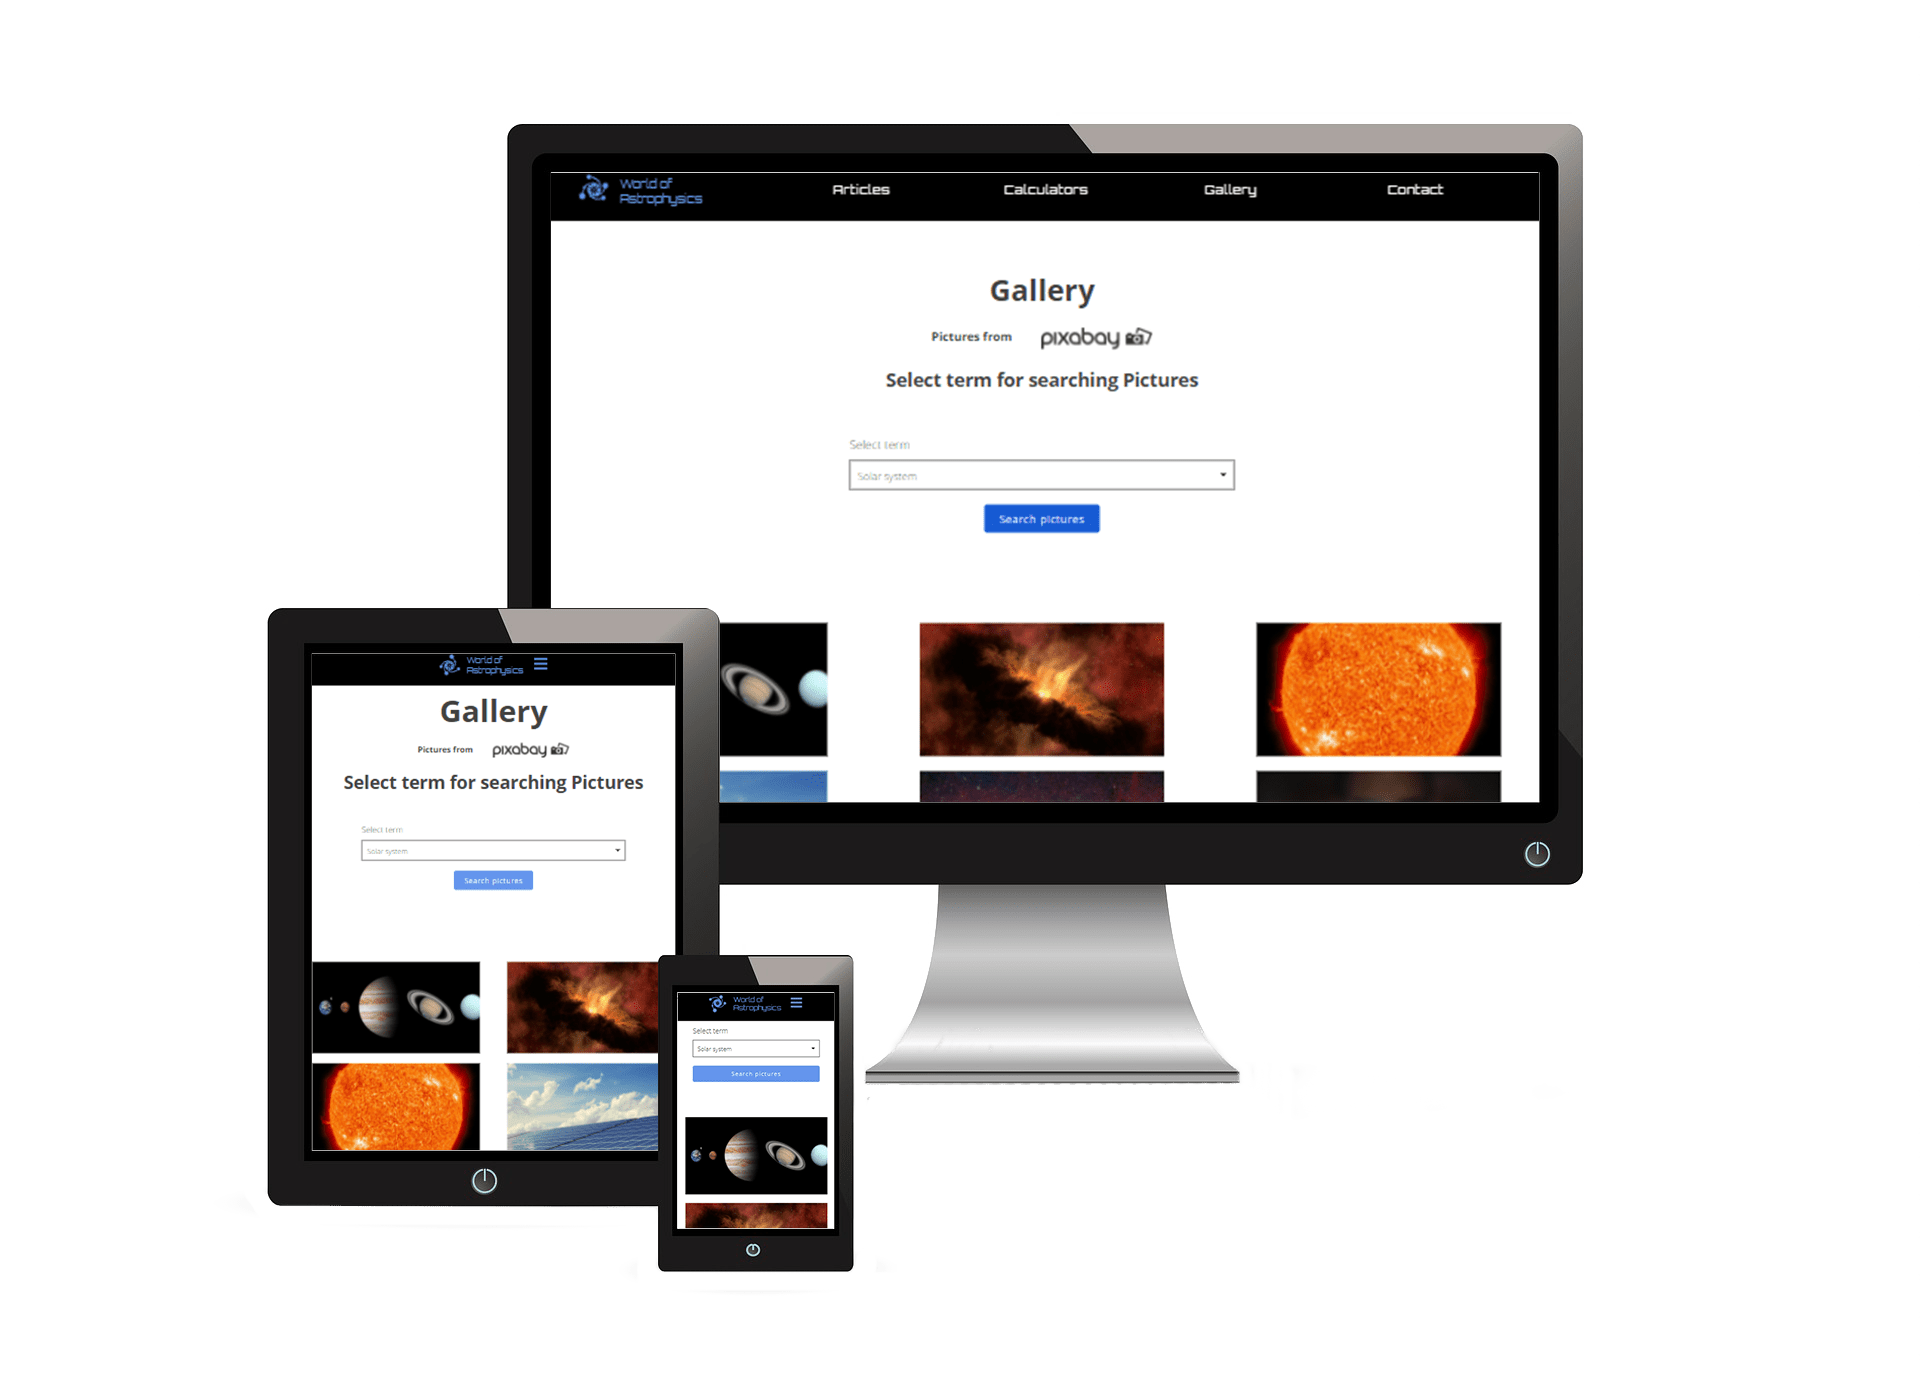 World of
Astrophysics
Articles
Calculators
Gallery
Contact
Gallery
Pictures from
pixabay
Select term for searching Pictures
Select term
Solar system
Search pictures
World of
Astrophysics
Gallery
Pictures from
pixabay
Select term for searching Pictures
Select term
Solar system
Search pictures
World of
Astrophysics
Select term
Solar system
Search pictures